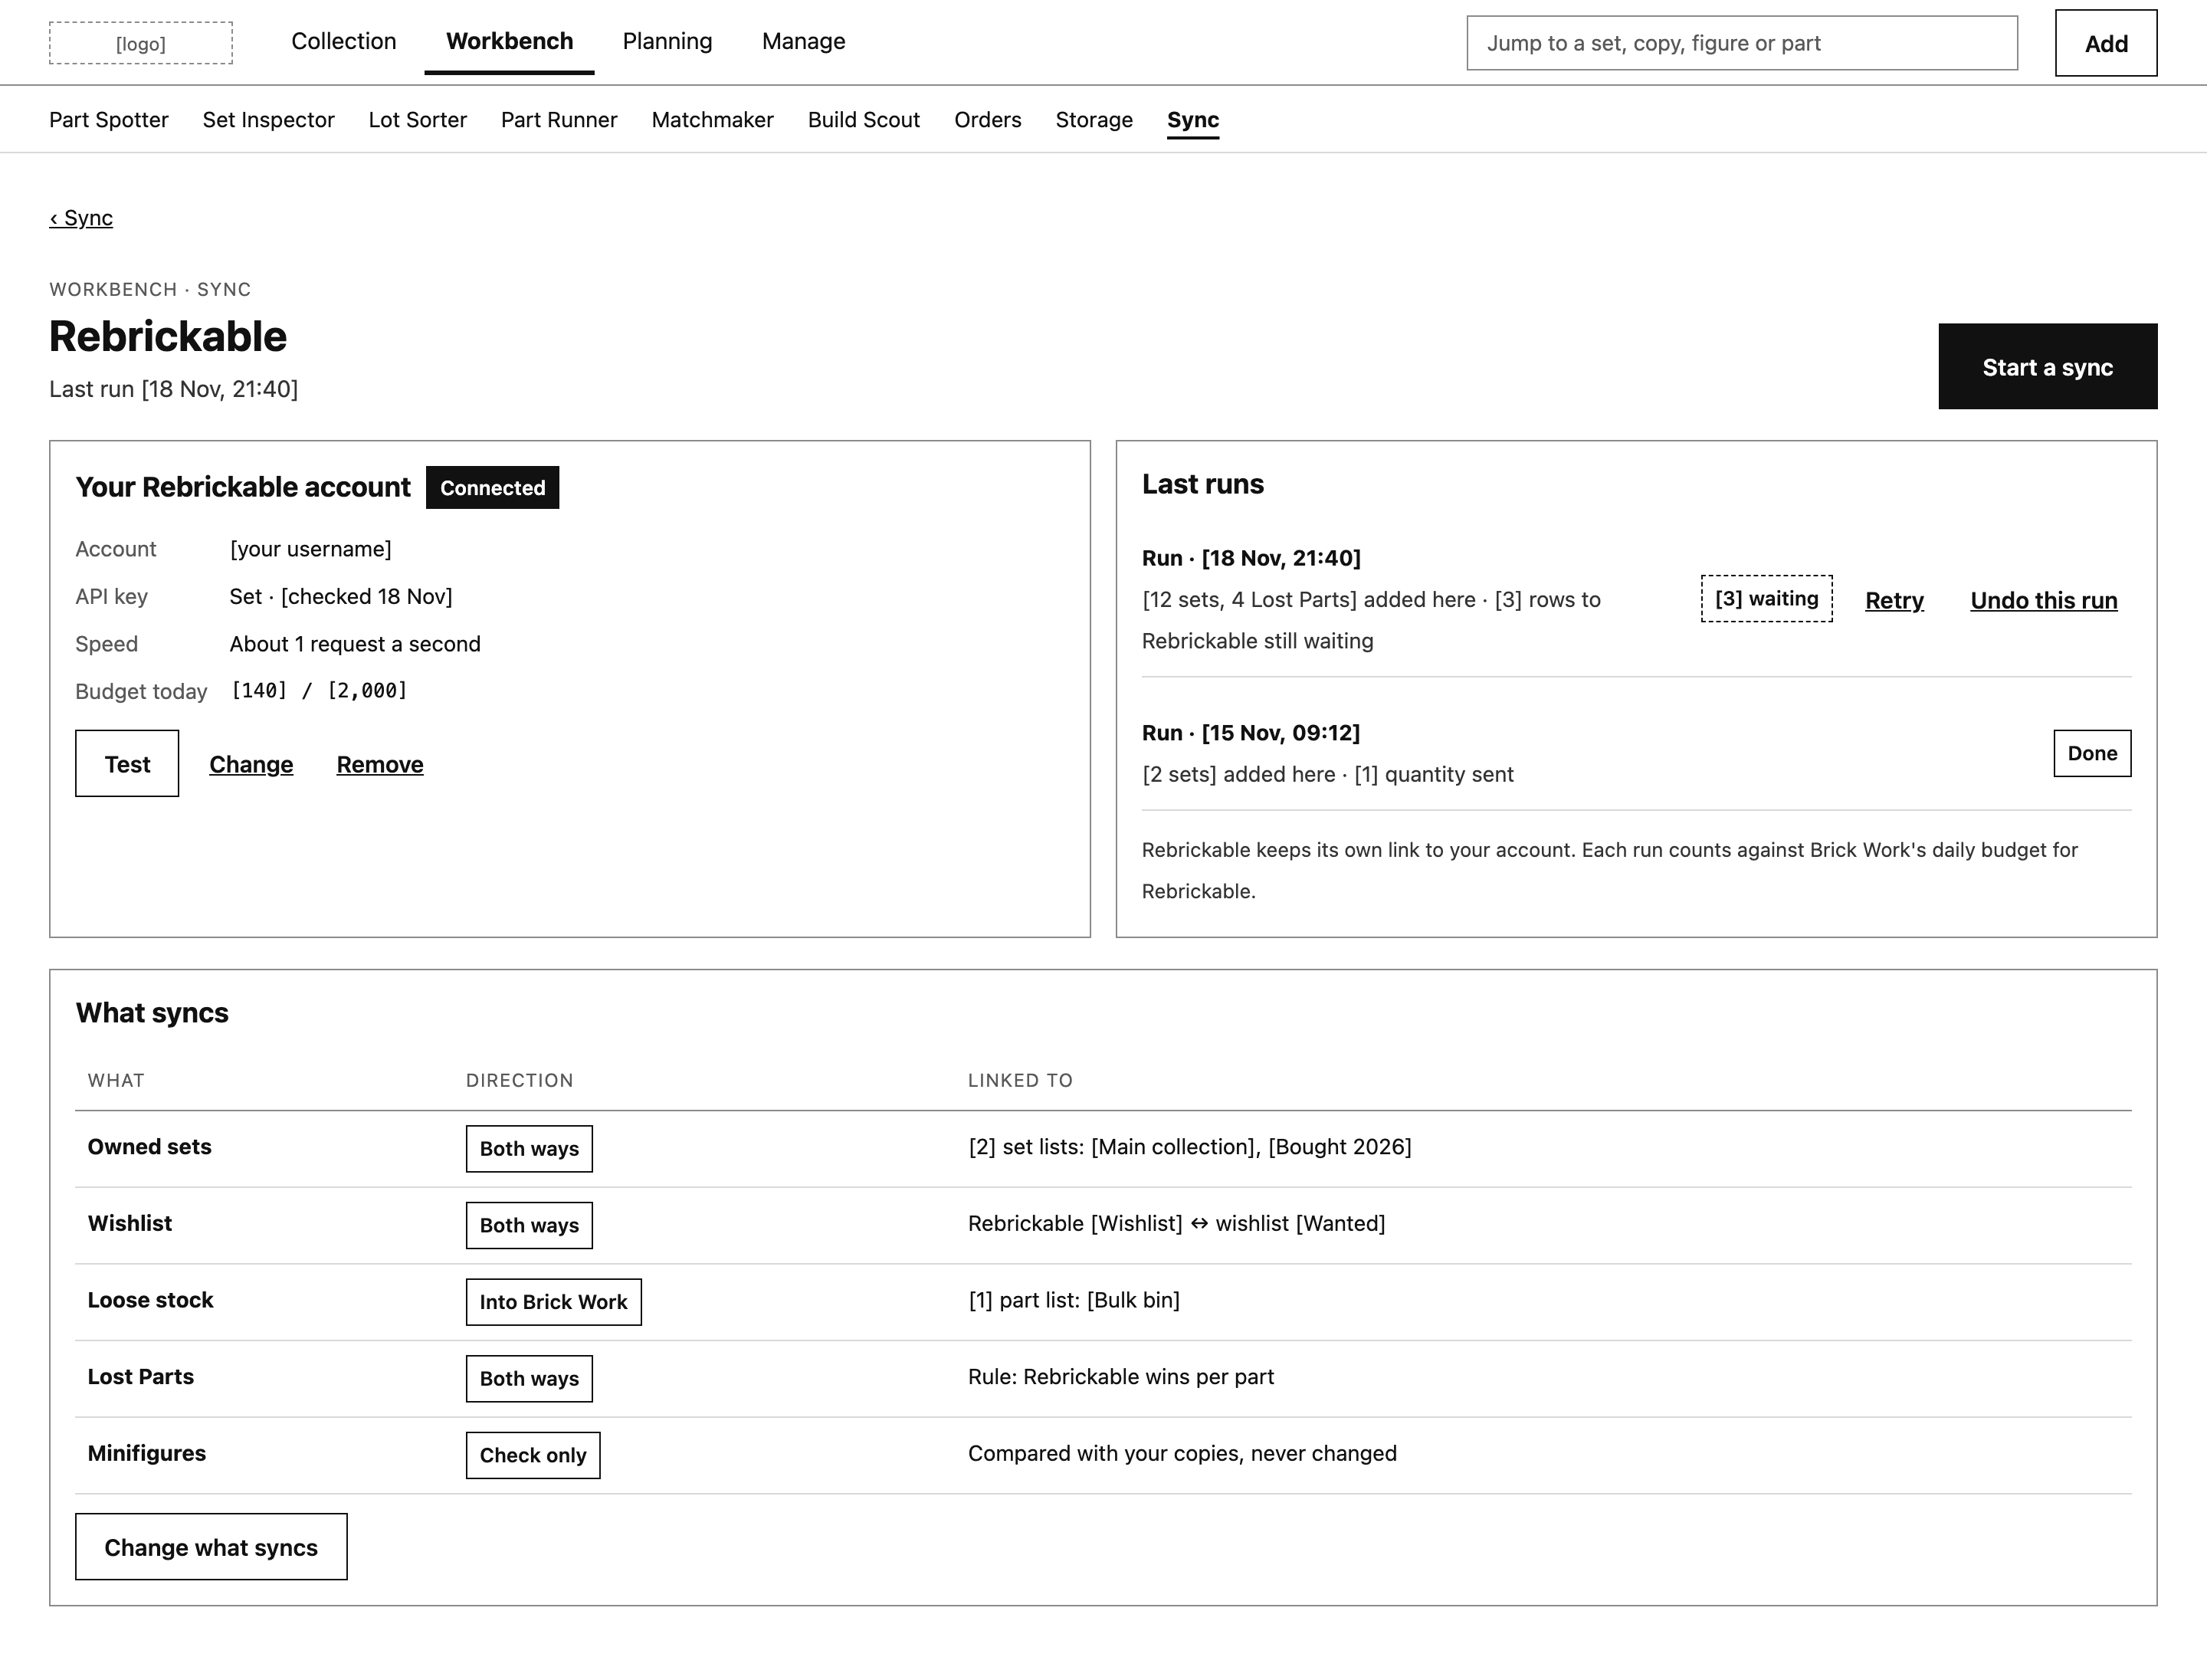 [logo]
Collection
Workbench
Planning
Manage
Jump to a set, copy, figure or part
Add
Part Spotter
Set Inspector
Lot Sorter
Part Runner
Matchmaker
Build Scout
Orders
Storage
Sync
‹ Sync
WORKBENCH · SYNC
Rebrickable
Last run [18 Nov, 21:40]
Start a sync
Your Rebrickable account
Connected
Account [your username]
API key Set · [checked 18 Nov]
Speed About 1 request a second
Budget today [140] / [2,000]
Test
Change
Remove
Last runs
Run · [18 Nov, 21:40]
[12 sets, 4 Lost Parts] added here · [3] rows to
Rebrickable still waiting
[3] waiting
Retry
Undo this run
Run · [15 Nov, 09:12]
[2 sets] added here · [1] quantity sent
Done
Rebrickable keeps its own link to your account. Each run counts against Brick Work's daily budget for
Rebrickable.
What syncs
WHAT DIRECTION LINKED TO
Owned sets Both ways [2] set lists: [Main collection], [Bought 2026]
Wishlist Both ways Rebrickable [Wishlist] ↔ wishlist [Wanted]
Loose stock Into Brick Work [1] part list: [Bulk bin]
Lost Parts Both ways Rule: Rebrickable wins per part
Minifigures Check only Compared with your copies, never changed
Change what syncs